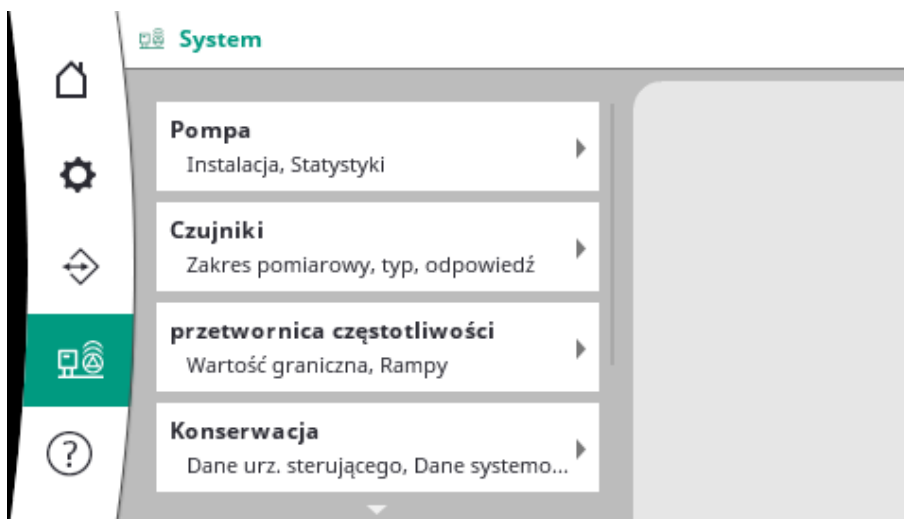 System
Pompa
Instalacja, Statystyki
Czujniki
Zakres pomiarowy, typ, odpowiedź
przetwornica częstotliwości
Wartość graniczna, Rampy
Konserwacja
Dane urz. sterującego, Dane systemo...
?